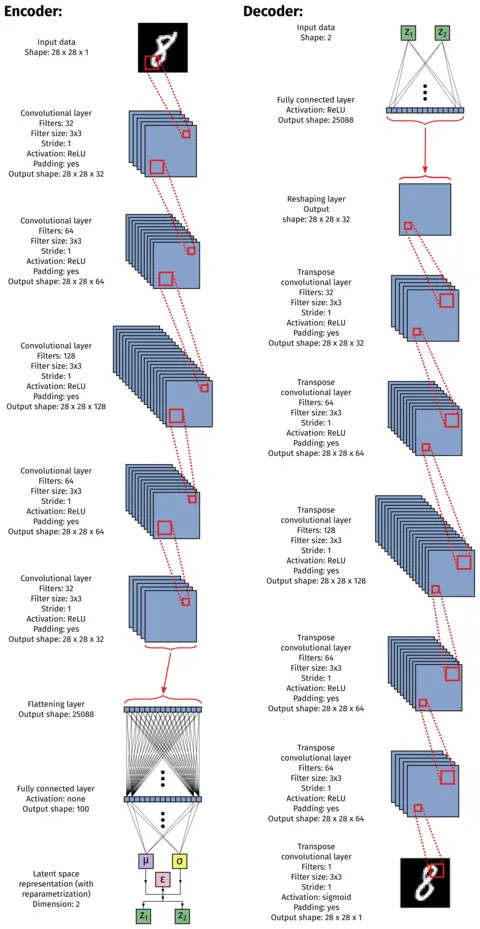 Encoder:
Input data
Shape: 28 x 28 x 1
Convolutional layer
Filters: 32
Filter size: 3x3
Stride: 1
Activation: ReLU
Padding: yes
Output shape: 28 x 28 x 32
Convolutional layer
Filters: 64
Filter size: 3x3
Stride: 1
Activation: ReLU
Padding: yes
Output shape: 28 x 28 x 64
Convolutional layer
Filters: 128
Filter size: 3x3
Stride: 1
Activation: ReLU
Padding: yes
Output shape: 28 x 28 x 128
Convolutional layer
Filters: 64
Filter size: 3x3
Stride: 1
Activation: ReLU
Padding: yes
Output shape: 28 x 28 x 64
Convolutional layer
Filters: 32
Filter size: 3x3
Stride: 1
Activation: ReLU
Padding: yes
Output shape: 28 x 28 x 32
Flattening layer
Output shape: 25088
Fully connected layer
Activation: none
Output shape: 100
μ σ
ε
Latent space
representation (with
reparametrization)
Dimension: 2
Z1 Z2
Decoder:
Input data
Shape: 2
Z1 Z2
Fully connected layer
Activation: ReLU
Output shape: 25088
Reshaping layer
Output
shape: 28 x 28 x 32
Transpose
convolutional layer
Filters: 32
Filter size: 3x3
Stride: 1
Activation: ReLU
Padding: yes
Output shape: 28 x 28 x 32
Transpose
convolutional layer
Filters: 64
Filter size: 3x3
Stride: 1
Activation: ReLU
Padding: yes
Output shape: 28 x 28 x 64
Transpose
convolutional layer
Filters: 128
Filter size: 3x3
Stride: 1
Activation: ReLU
Padding: yes
Output shape: 28 x 28 x 128
Transpose
convolutional layer
Filters: 64
Filter size: 3x3
Stride: 1
Activation: ReLU
Padding: yes
Output shape: 28 x 28 x 64
Transpose
convolutional layer
Filters: 64
Filter size: 3x3
Stride: 1
Activation: ReLU
Padding: yes
Output shape: 28 x 28 x 64
Transpose
convolutional layer
Filters: 1
Filter size: 3x3
Stride: 1
Activation: sigmoid
Padding: yes
Output shape: 28 x 28 x 1